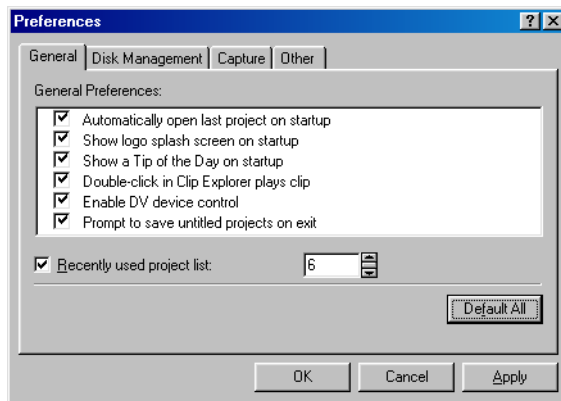 Preferences
General Disk Management Capture Other
General Preferences:
Automatically open last project on startup
Show logo splash screen on startup
Show a Tip of the Day on startup
Double-click in Clip Explorer plays clip
Enable DV device control
Prompt to save untitled projects on exit
Recently used project list: 6
Default All
OK Cancel Apply